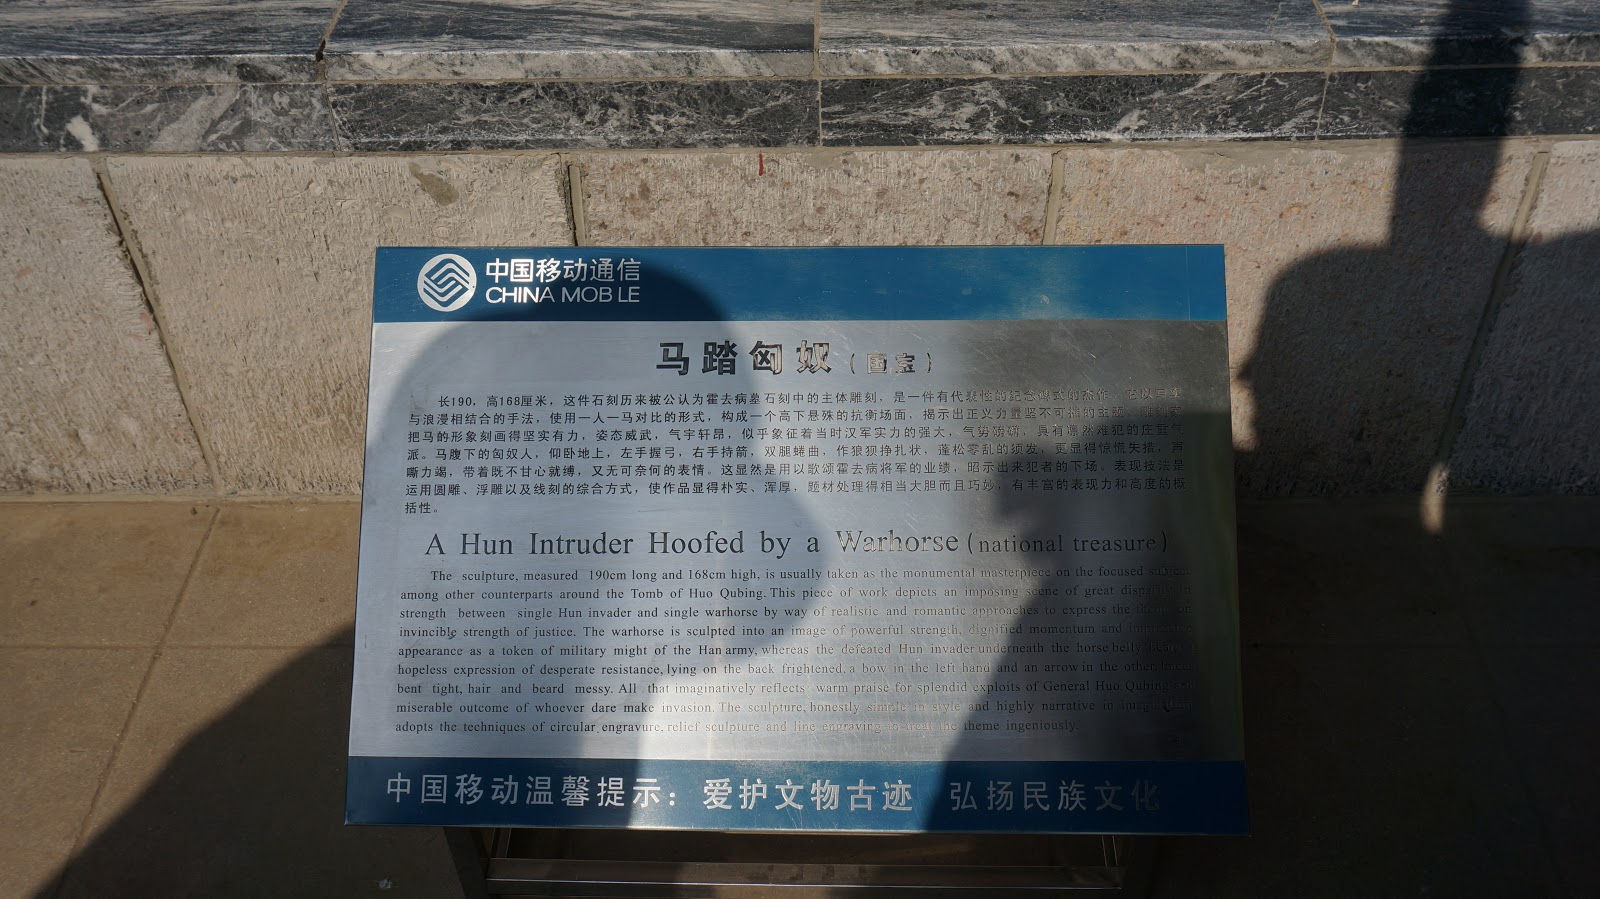 中国移动通信
CHINA MOB LE
马踏匈奴（国宝）
长190，高168厘米，这件石刻历来被公认为霍去病墓石刻中的主体雕刻，是一件有代表性的纪念碑式的杰作，它以写实
与浪漫相结合的手法，使用一人一马对比的形式，构成一个高下悬殊的抗衡场面，揭示出正义力量坚不可摧的主题。
把马的形象刻画得坚实有力，姿态威武，气宇轩昂，似乎象征着当时汉军实力的强大，气势磅礴，具有凛然难犯的庄重气
派。马腹下的匈奴人，仰卧地上，左手握弓，右手持箭，双腿蜷曲，作狼狈挣扎状，蓬松零乱的须发，更显得惊慌失措，声
嘶力竭，带着既不甘心就缚，又无可奈何的表情。这显然是用以歌颂霍去病将军的业绩，昭示出来犯者的下场。表现技法是
运用圆雕、浮雕以及线刻的综合方式，使作品显得朴实、浑厚，题材处理得相当大胆而且巧妙，有丰富的表现力和高度的概
括性。
A Hun Intruder Hoofed by a Warhorse (national treasure)
The sculpture, measured 190cm long and 168cm high, is usually taken as the monumental masterpiece on the focused
among other counterparts around the Tomb of Huo Qubing. This piece of work depicts an imposing scene of great disparity in
strength between single Hun invader and single warhorse by way of realistic and romantic approaches to express the theme of
invincible strength of justice. The warhorse is sculpted into an image of powerful strength, dignified momentum and
appearance as a token of military might of the Han army, whereas the defeated Hun invader underneath the horse belly
hopeless expression of desperate resistance, lying on the back frightened, a bow in the left hand and an arrow in the other,
bent tight, hair and beard messy. All that imaginatively reflects warm praise for splendid exploits of General Huo Qubing
miserable outcome of whoever dare make invasion. The sculpture, honestly simple in style and highly narrative in
adopts the techniques of circular engravure, relief sculpture and line engraving to treat the theme ingeniously.
中国移动温馨提示：爱护文物古迹 弘扬民族文化